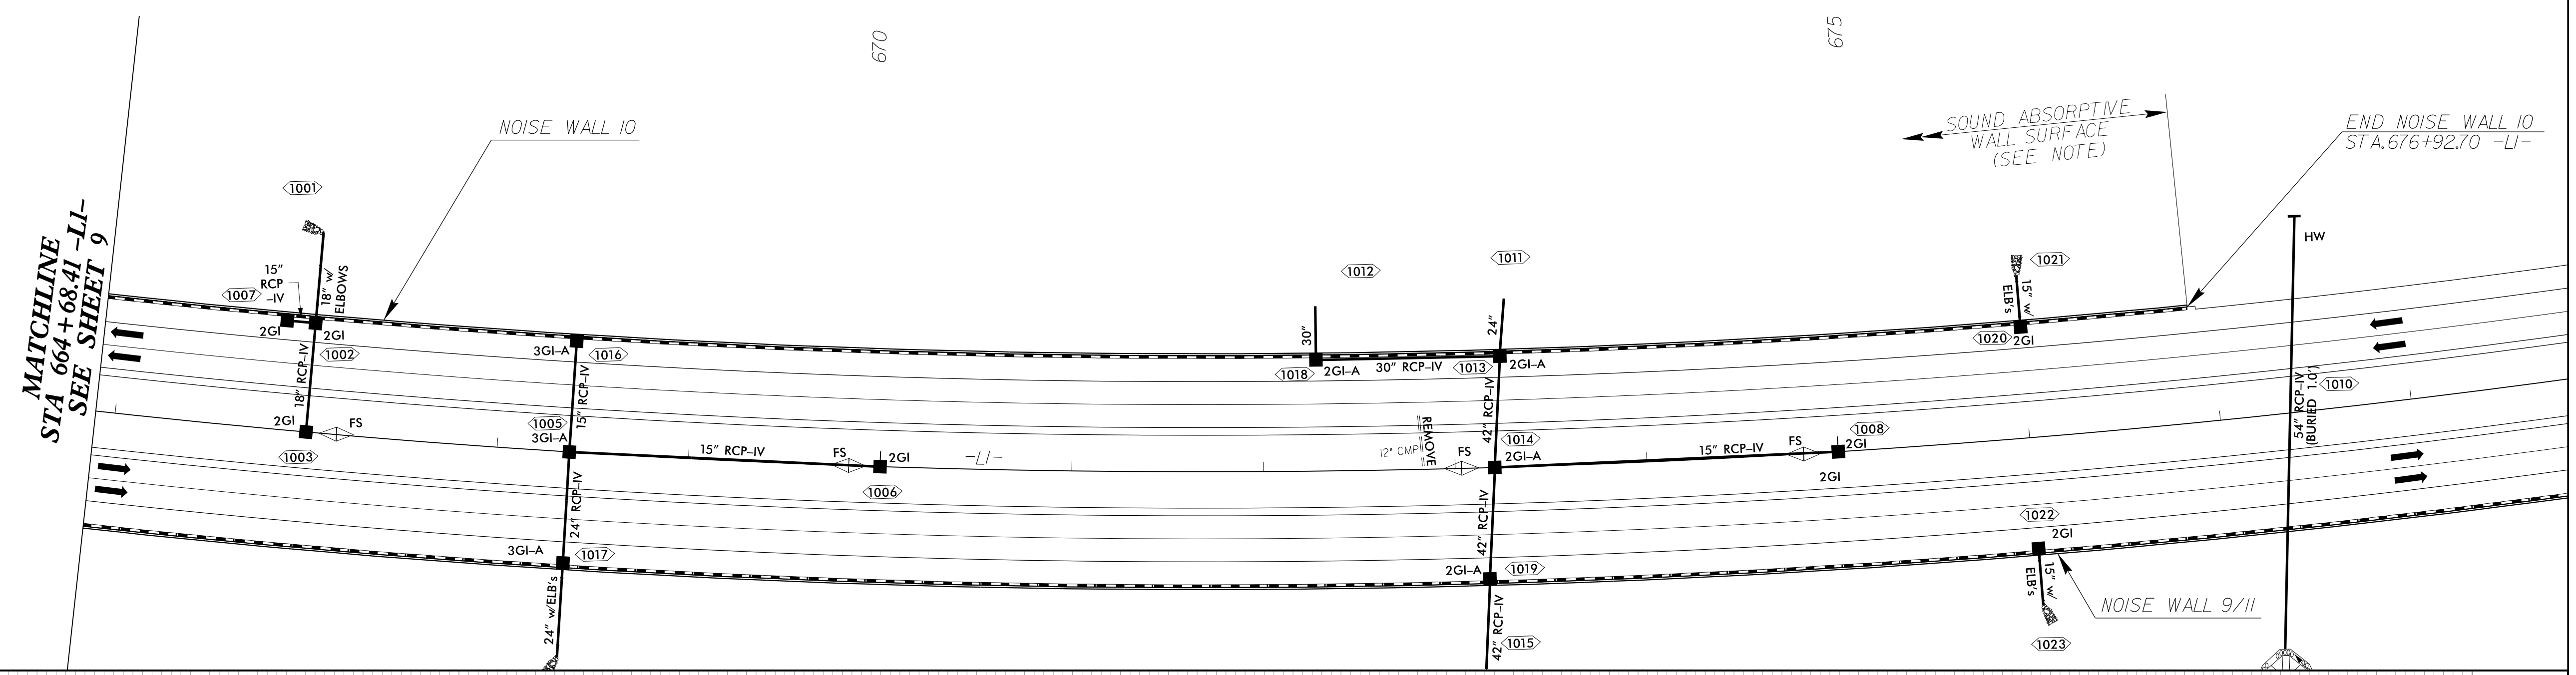 670
675
NOISE WALL 10
SOUND ABSORPTIVE
WALL SURFACE
(SEE NOTE)
END NOISE WALL 10
STA.676+92.70 -L1-
MATCHLINE
STA 664+68.41 -L1-
SEE SHEET 9
1001
15"
RCP
-IV
1007
18" w/
ELBOWS
2GI
2GI
1002
18" RCP-IV
2GI
FS
1003
3GI-A
1016
15" RCP-IV
1005
3GI-A
15" RCP-IV
FS
2GI
1006
-L1-
24" RCP-IV
3GI-A
1017
24" w/ELB's
1012
1011
30"
24"
1018
2GI-A
30" RCP-IV
1013
2GI-A
42" RCP-IV
12" CMP
REMOVE
FS
1014
2GI-A
15" RCP-IV
FS
1008
2GI
2GI
42" RCP-IV
2GI-A
1019
42" RCP-IV
1015
1021
15" w/
ELB's
1020
2GI
HW
54" RCP-IV
(BURIED 1.0')
1010
1022
2GI
15" w/
ELB's
NOISE WALL 9/11
1023